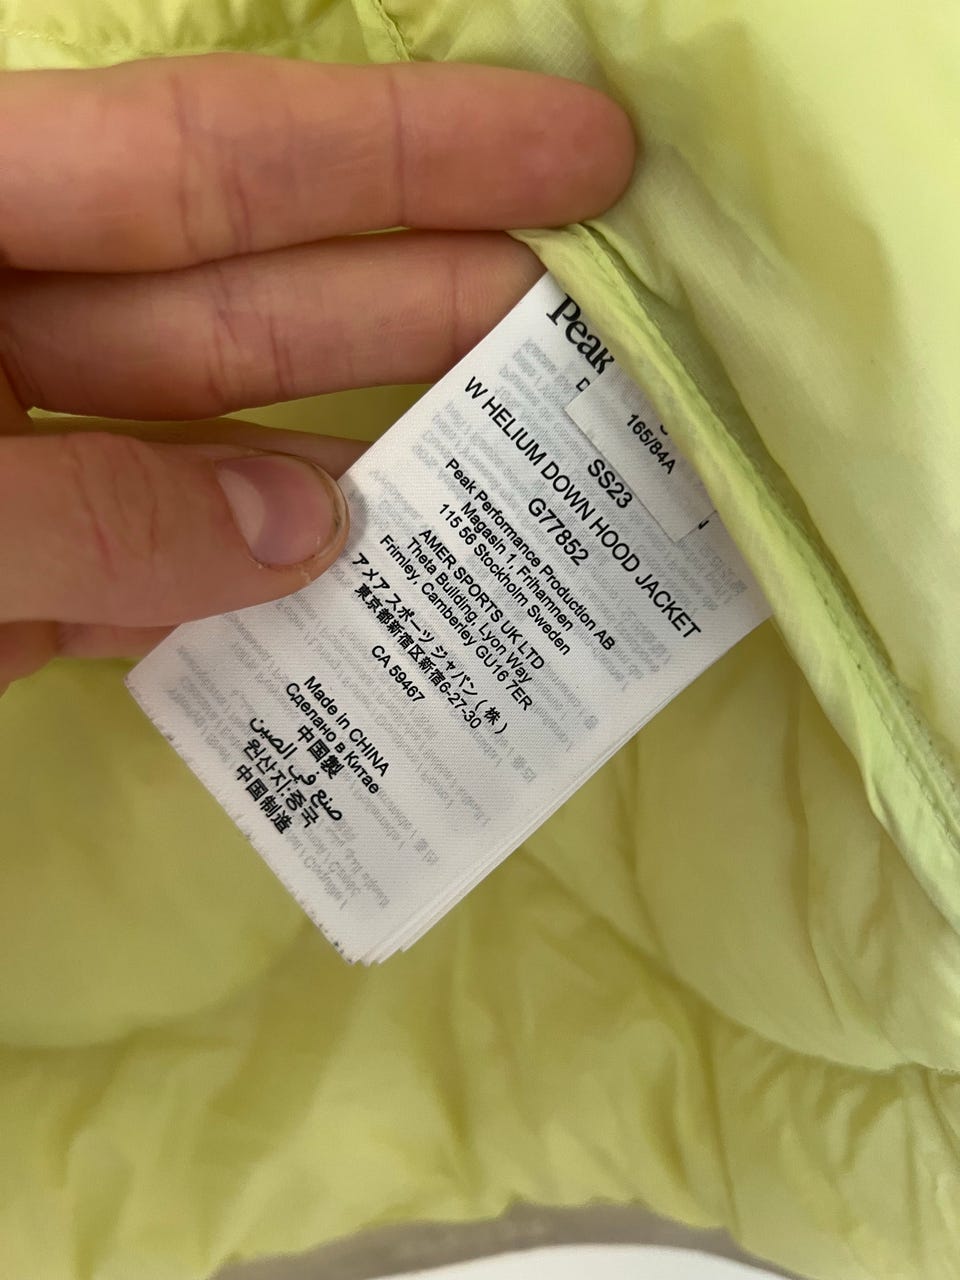 Peak
165/84A
SS23
W HELIUM DOWN HOOD JACKET
G77852
Peak Performance Production AB
Magasin 1, Frihamnen
115 56 Stockholm Sweden
AMER SPORTS UK LTD
Theta Building, Lyon Way
Frimley, Camberley GU16 7ER
アメア スポーツ ジャパン (株)
東京都新宿区新宿6-27-30
CA 59467
Made in CHINA
Сделано в Китае
中国製
صنع في الصين
원산지:중국
中国制造